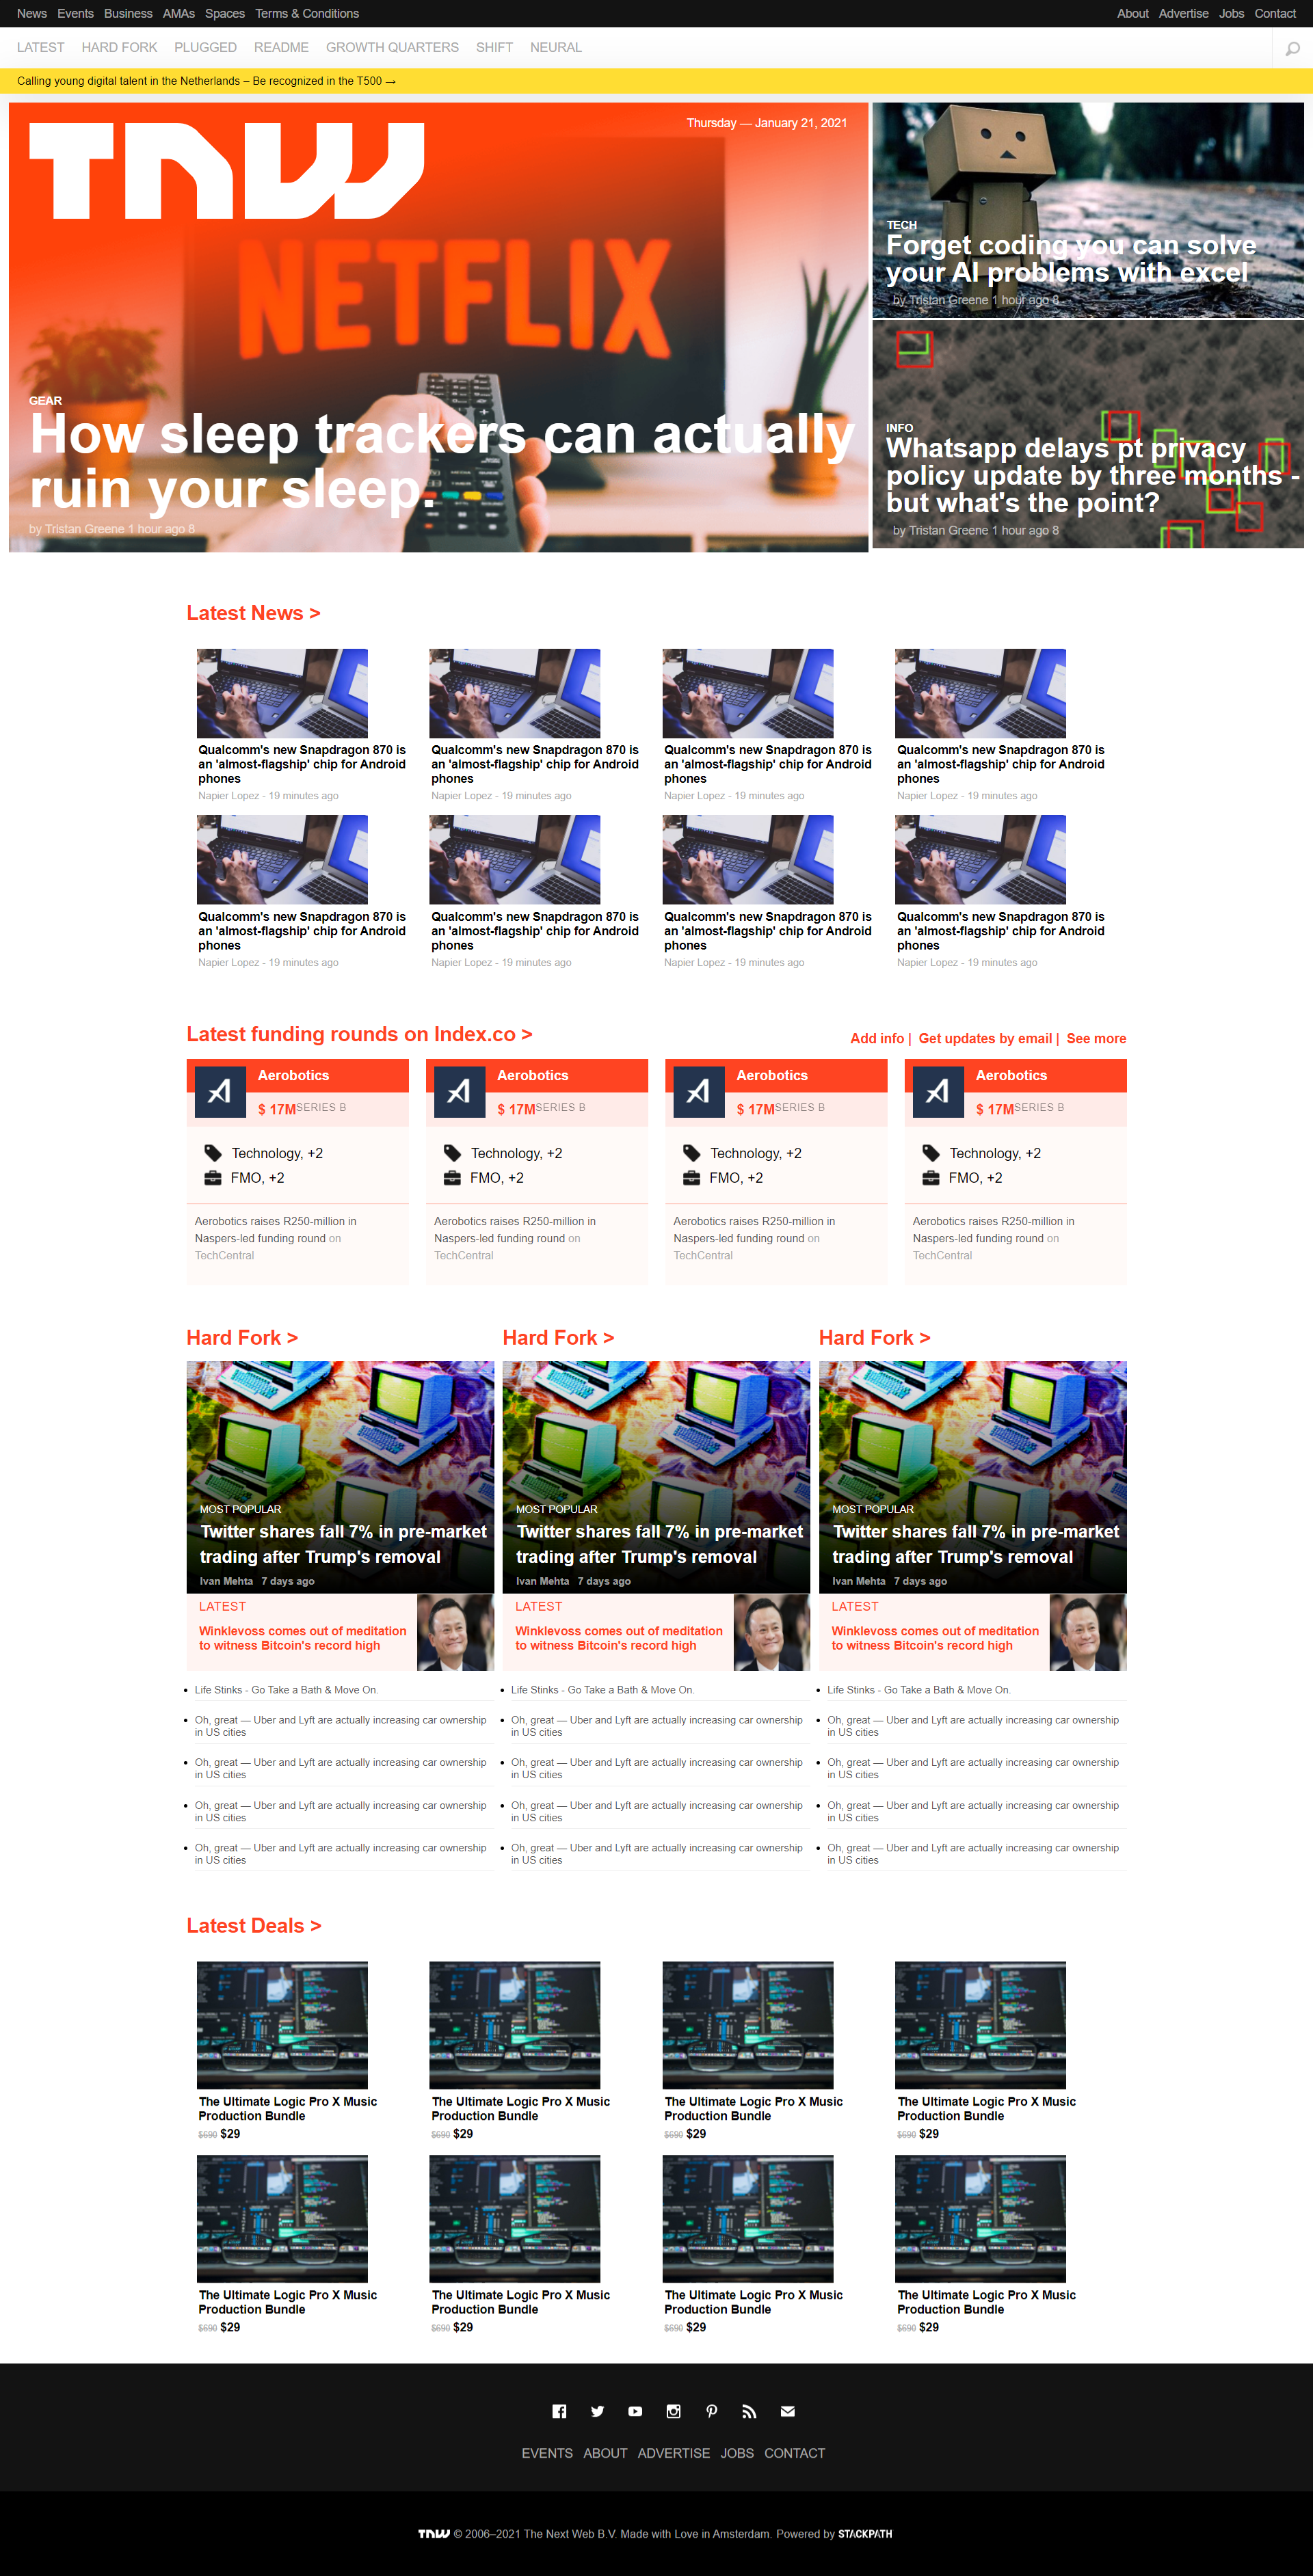 News Events Business AMAs Spaces Terms & Conditions About Advertise Jobs Contact
LATEST HARD FORK PLUGGED README GROWTH QUARTERS SHIFT NEURAL
Calling young digital talent in the Netherlands – Be recognized in the T500 →
TNW
Thursday — January 21, 2021
NETFLIX
GEAR
How sleep trackers can actually
ruin your sleep.
by Tristan Greene 1 hour ago 8
TECH
Forget coding you can solve
your AI problems with excel
by Tristan Greene 1 hour ago 8
INFO
Whatsapp delays pt privacy
policy update by three months -
but what's the point?
by Tristan Greene 1 hour ago 8
Latest News >
Qualcomm's new Snapdragon 870 is
an 'almost-flagship' chip for Android
phones
Napier Lopez - 19 minutes ago
Qualcomm's new Snapdragon 870 is
an 'almost-flagship' chip for Android
phones
Napier Lopez - 19 minutes ago
Qualcomm's new Snapdragon 870 is
an 'almost-flagship' chip for Android
phones
Napier Lopez - 19 minutes ago
Qualcomm's new Snapdragon 870 is
an 'almost-flagship' chip for Android
phones
Napier Lopez - 19 minutes ago
Qualcomm's new Snapdragon 870 is
an 'almost-flagship' chip for Android
phones
Napier Lopez - 19 minutes ago
Qualcomm's new Snapdragon 870 is
an 'almost-flagship' chip for Android
phones
Napier Lopez - 19 minutes ago
Qualcomm's new Snapdragon 870 is
an 'almost-flagship' chip for Android
phones
Napier Lopez - 19 minutes ago
Qualcomm's new Snapdragon 870 is
an 'almost-flagship' chip for Android
phones
Napier Lopez - 19 minutes ago
Latest funding rounds on Index.co >
Add info | Get updates by email | See more
Aerobotics
$ 17MSERIES B
Technology, +2
FMO, +2
Aerobotics raises R250-million in
Naspers-led funding round on
TechCentral
Aerobotics
$ 17MSERIES B
Technology, +2
FMO, +2
Aerobotics raises R250-million in
Naspers-led funding round on
TechCentral
Aerobotics
$ 17MSERIES B
Technology, +2
FMO, +2
Aerobotics raises R250-million in
Naspers-led funding round on
TechCentral
Aerobotics
$ 17MSERIES B
Technology, +2
FMO, +2
Aerobotics raises R250-million in
Naspers-led funding round on
TechCentral
Hard Fork >
MOST POPULAR
Twitter shares fall 7% in pre-market
trading after Trump's removal
Ivan Mehta 7 days ago
LATEST
Winklevoss comes out of meditation
to witness Bitcoin's record high
Life Stinks - Go Take a Bath & Move On.
Oh, great — Uber and Lyft are actually increasing car ownership
in US cities
Oh, great — Uber and Lyft are actually increasing car ownership
in US cities
Oh, great — Uber and Lyft are actually increasing car ownership
in US cities
Oh, great — Uber and Lyft are actually increasing car ownership
in US cities
Hard Fork >
MOST POPULAR
Twitter shares fall 7% in pre-market
trading after Trump's removal
Ivan Mehta 7 days ago
LATEST
Winklevoss comes out of meditation
to witness Bitcoin's record high
Life Stinks - Go Take a Bath & Move On.
Oh, great — Uber and Lyft are actually increasing car ownership
in US cities
Oh, great — Uber and Lyft are actually increasing car ownership
in US cities
Oh, great — Uber and Lyft are actually increasing car ownership
in US cities
Oh, great — Uber and Lyft are actually increasing car ownership
in US cities
Hard Fork >
MOST POPULAR
Twitter shares fall 7% in pre-market
trading after Trump's removal
Ivan Mehta 7 days ago
LATEST
Winklevoss comes out of meditation
to witness Bitcoin's record high
Life Stinks - Go Take a Bath & Move On.
Oh, great — Uber and Lyft are actually increasing car ownership
in US cities
Oh, great — Uber and Lyft are actually increasing car ownership
in US cities
Oh, great — Uber and Lyft are actually increasing car ownership
in US cities
Oh, great — Uber and Lyft are actually increasing car ownership
in US cities
Latest Deals >
The Ultimate Logic Pro X Music
Production Bundle
$690 $29
The Ultimate Logic Pro X Music
Production Bundle
$690 $29
The Ultimate Logic Pro X Music
Production Bundle
$690 $29
The Ultimate Logic Pro X Music
Production Bundle
$690 $29
The Ultimate Logic Pro X Music
Production Bundle
$690 $29
The Ultimate Logic Pro X Music
Production Bundle
$690 $29
The Ultimate Logic Pro X Music
Production Bundle
$690 $29
The Ultimate Logic Pro X Music
Production Bundle
$690 $29
EVENTS ABOUT ADVERTISE JOBS CONTACT
TNW © 2006–2021 The Next Web B.V. Made with Love in Amsterdam. Powered by STACKPATH